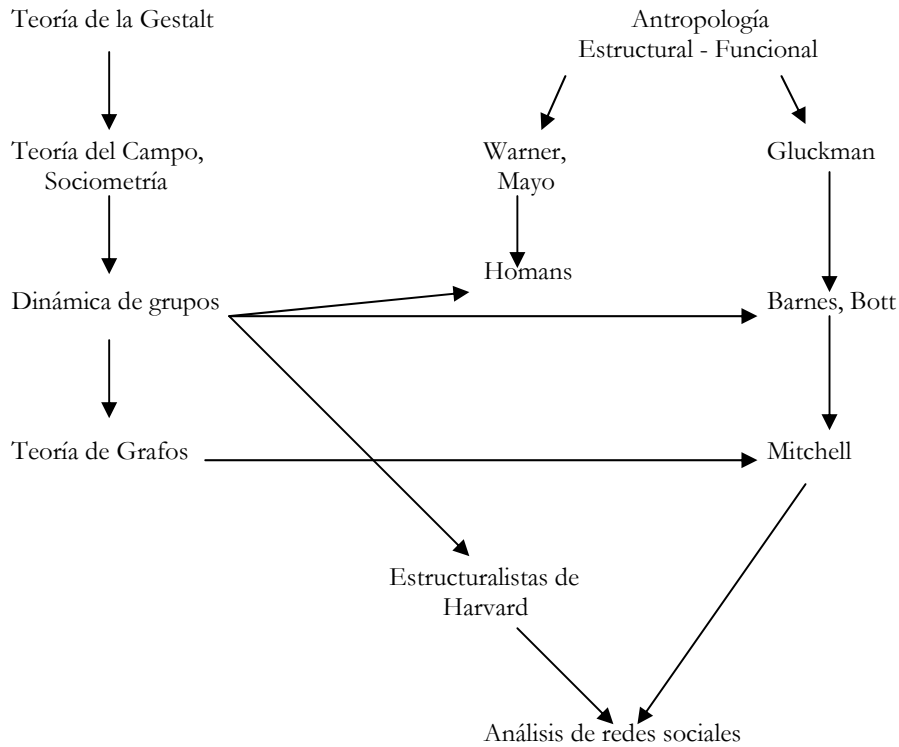 Teoría de la Gestalt
Antropología
Estructural - Funcional
Teoría del Campo,
Sociometría
Warner,
Mayo
Gluckman
Homans
Dinámica de grupos
Barnes, Bott
Teoría de Grafos
Mitchell
Estructuralistas de
Harvard
Análisis de redes sociales